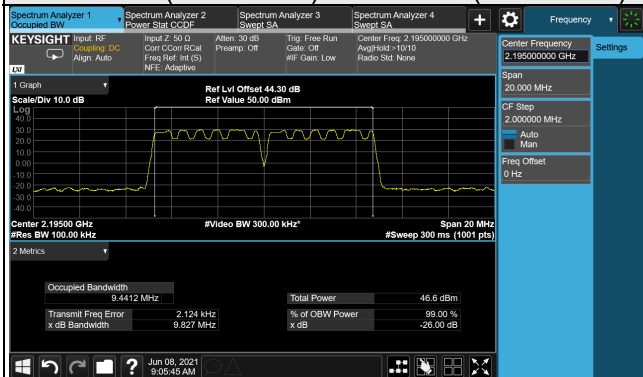 Spectrum Analyzer 1
Occupied BW
Spectrum Analyzer 2
Power Stat CCDF
Spectrum Analyzer 3
Swept SA
Spectrum Analyzer 4
Swept SA
+
Frequency
KEYSIGHT
Input: RF
Coupling: DC
Align: Auto
Input Z: 50 Ω
Corr CCorr RCal
Freq Ref: Int (S)
NFE: Adaptive
Atten: 30 dB
Preamp: Off
Trig: Free Run
Gate: Off
#IF Gain: Low
Center Freq: 2.195000000 GHz
Avg|Hold:>10/10
Radio Std: None
LXI
Center Frequency
2.195000000 GHz
Settings
Span
20.000 MHz
CF Step
2.000000 MHz
Auto
Man
Freq Offset
0 Hz
1 Graph
Scale/Div 10.0 dB
Ref Lvl Offset 44.30 dB
Ref Value 50.00 dBm
Log
40.0
30.0
20.0
10.0
0.00
-10.0
-20.0
-30.0
-40.0
Center 2.19500 GHz
#Res BW 100.00 kHz
#Video BW 300.00 kHz*
Span 20 MHz
#Sweep 300 ms (1001 pts)
2 Metrics
Occupied Bandwidth
9.4412 MHz
Total Power 46.6 dBm
Transmit Freq Error 2.124 kHz
% of OBW Power 99.00 %
x dB Bandwidth 9.827 MHz
x dB -26.00 dB
?
Jun 08, 2021
9:05:45 AM